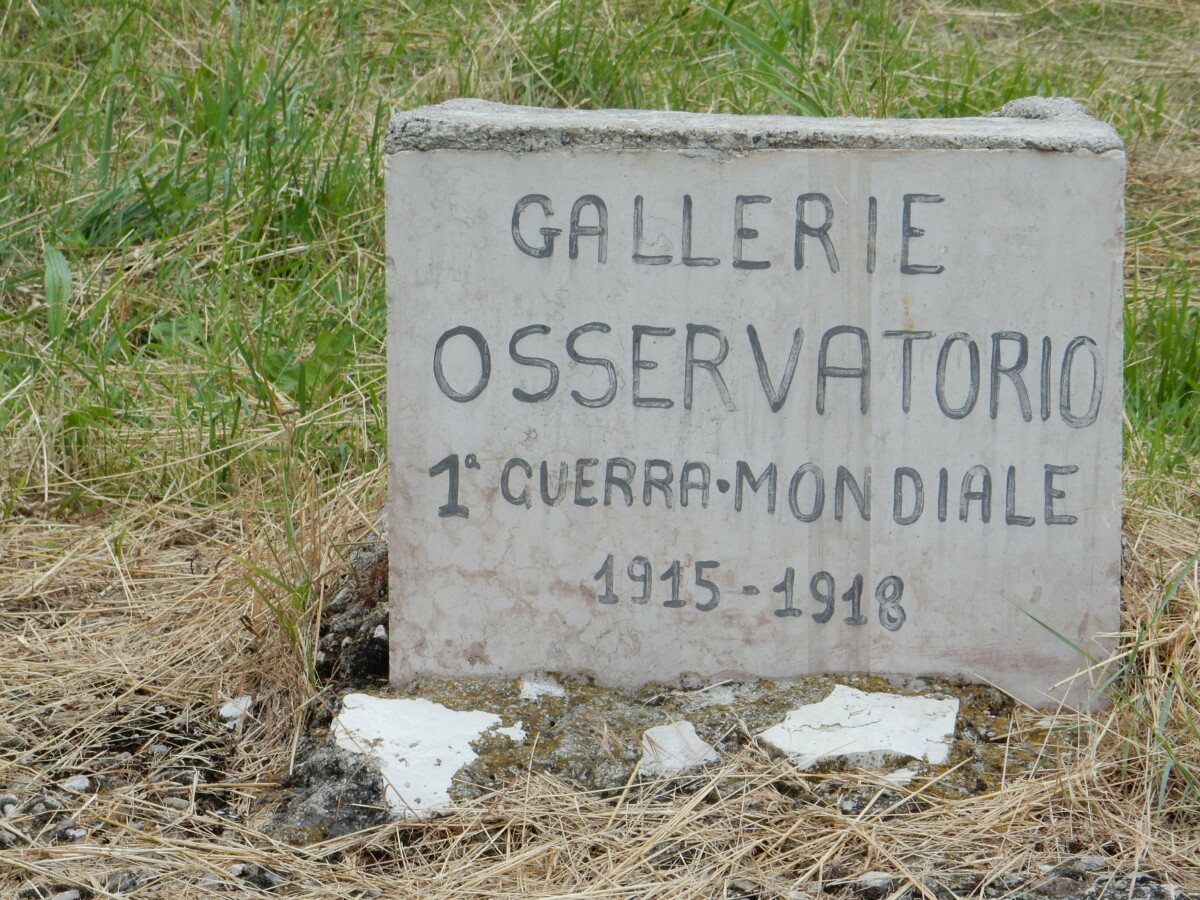 GALLERIE
OSSERVATORIO
1ª GUERRA·MONDIALE
1915-1918